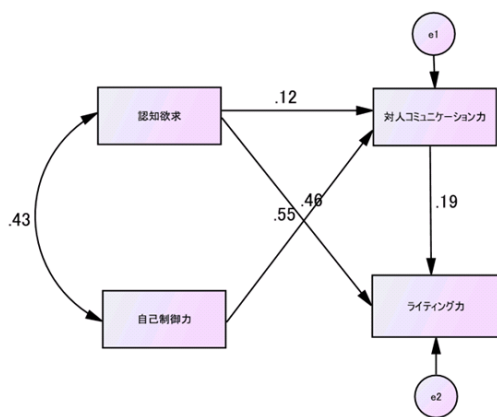 e1
認知欲求
.12
対人コミュニケーション力
.43
.46
.55
.19
自己制御力
ライティング力
e2